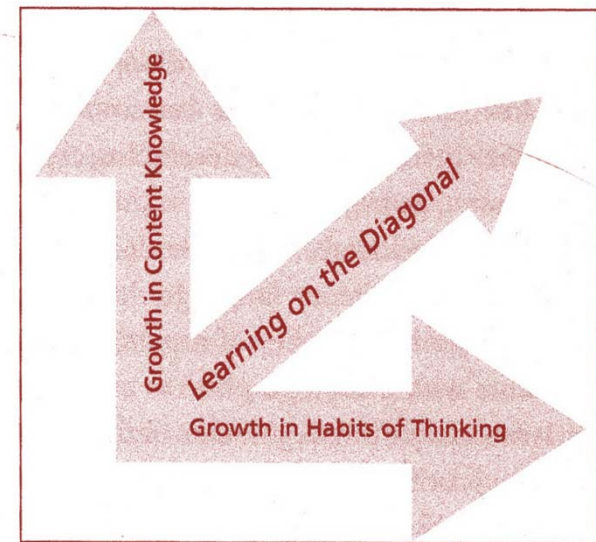 Growth in Content Knowledge
Learning on the Diagonal
Growth in Habits of Thinking